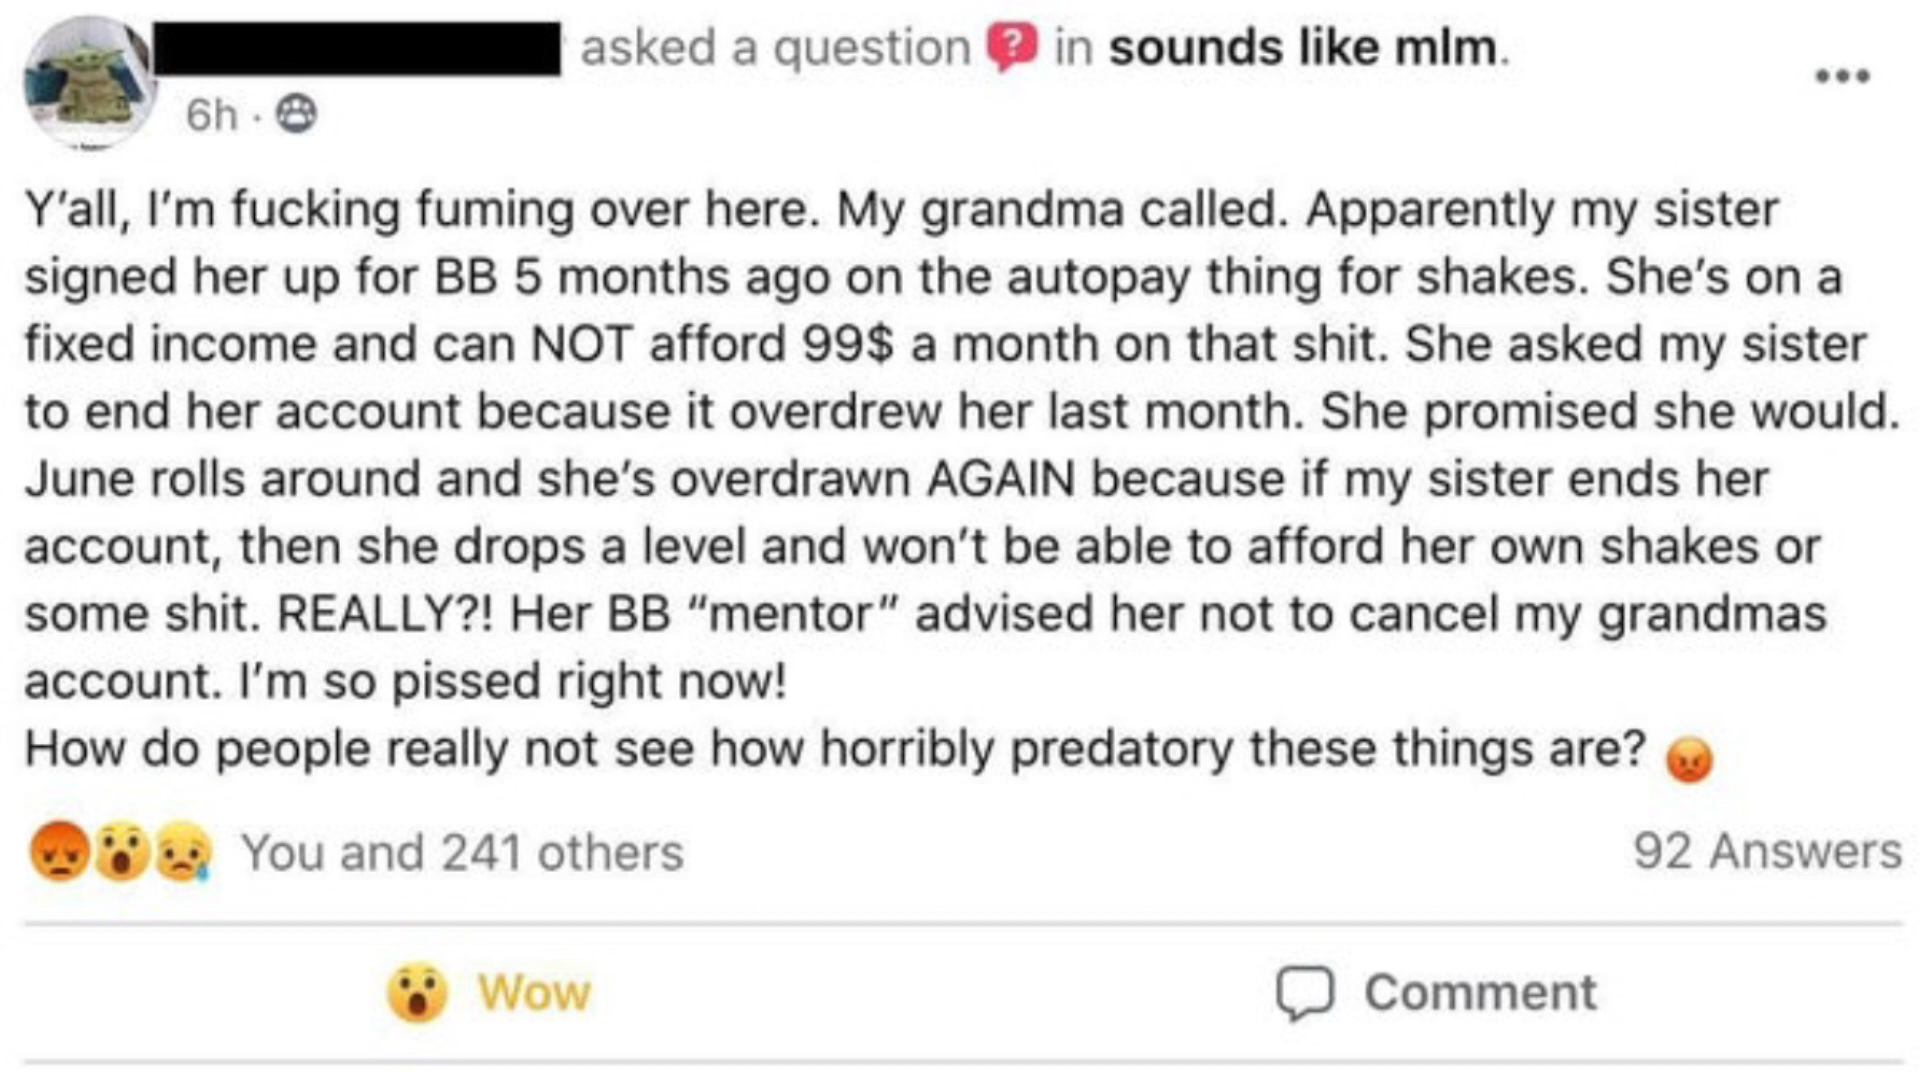 asked a question ? in sounds like mlm.
6h ·
Y'all, I'm fucking fuming over here. My grandma called. Apparently my sister
signed her up for BB 5 months ago on the autopay thing for shakes. She's on a
fixed income and can NOT afford 99$ a month on that shit. She asked my sister
to end her account because it overdrew her last month. She promised she would.
June rolls around and she's overdrawn AGAIN because if my sister ends her
account, then she drops a level and won't be able to afford her own shakes or
some shit. REALLY?! Her BB “mentor” advised her not to cancel my grandmas
account. I'm so pissed right now!
How do people really not see how horribly predatory these things are? 😡
You and 241 others
92 Answers
Wow
Comment